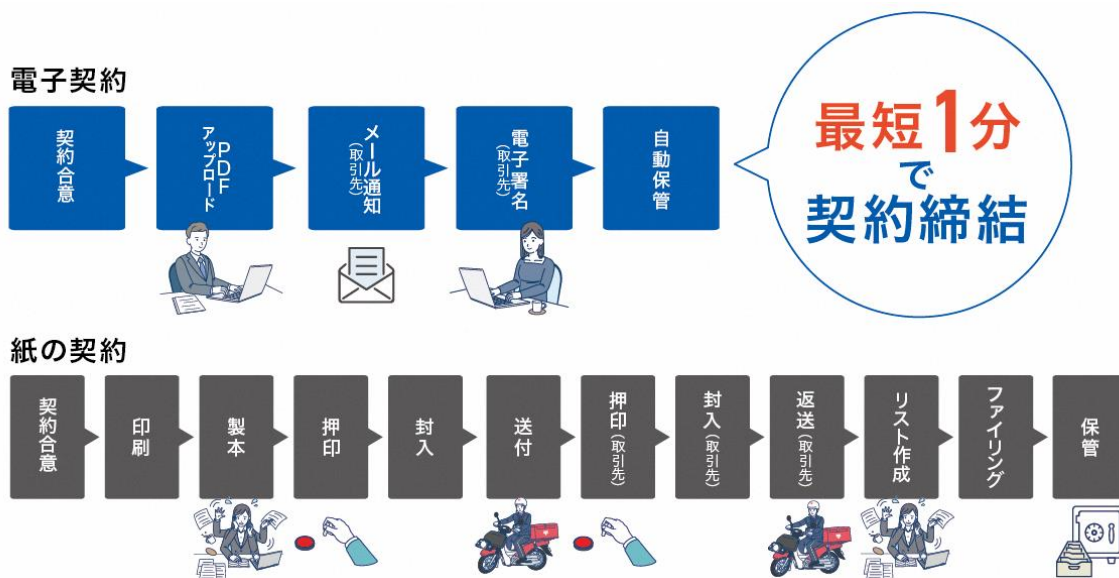 電子契約
契約合意
PDF
アップロード
メール通知
(取引先)
電子署名
(取引先)
自動保管
最短1分
で
契約締結
紙の契約
契約合意
印刷
製本
押印
封入
送付
押印(取引先)
封入(取引先)
返送(取引先)
リスト作成
ファイリング
保管